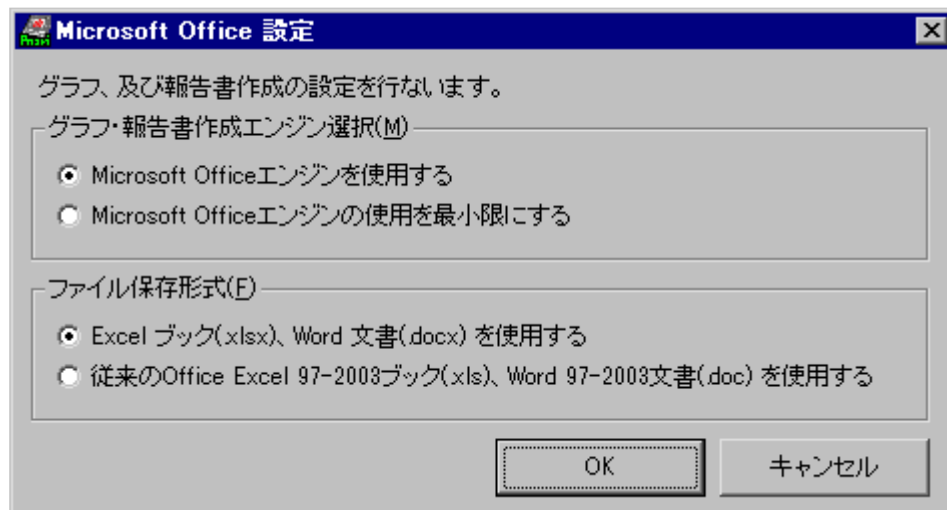 Microsoft Office 設定
グラフ、及び報告書作成の設定を行ないます。
グラフ・報告書作成エンジン選択(M)
Microsoft Officeエンジンを使用する
Microsoft Officeエンジンの使用を最小限にする
ファイル保存形式(F)
Excel ブック(.xlsx)、Word 文書(.docx) を使用する
従来のOffice Excel 97-2003ブック(.xls)、Word 97-2003文書(.doc) を使用する
OK
キャンセル